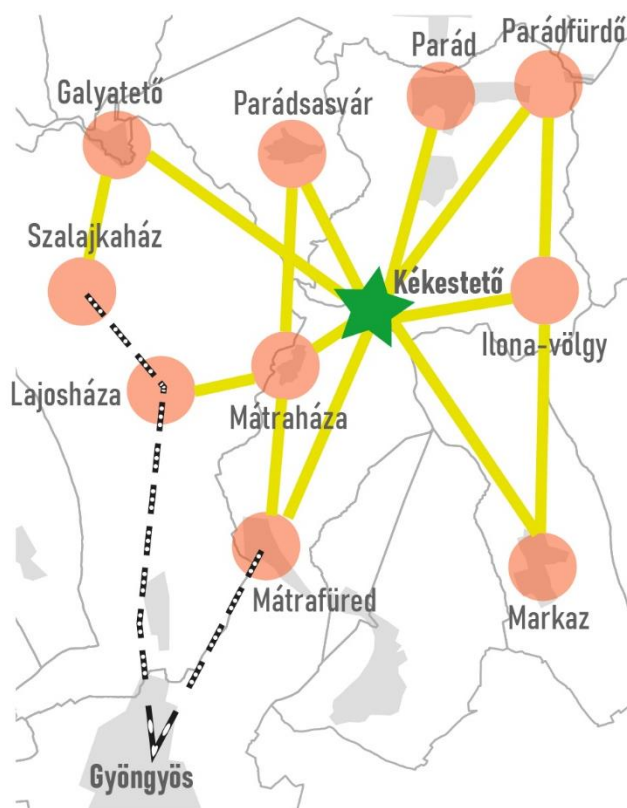 Parád
Parádfürdő
Galyatető
Parádsasvár
Szalajkaház
Kékestető
Ilona-völgy
Lajosháza
Mátraháza
Mátrafüred
Markaz
Gyöngyös